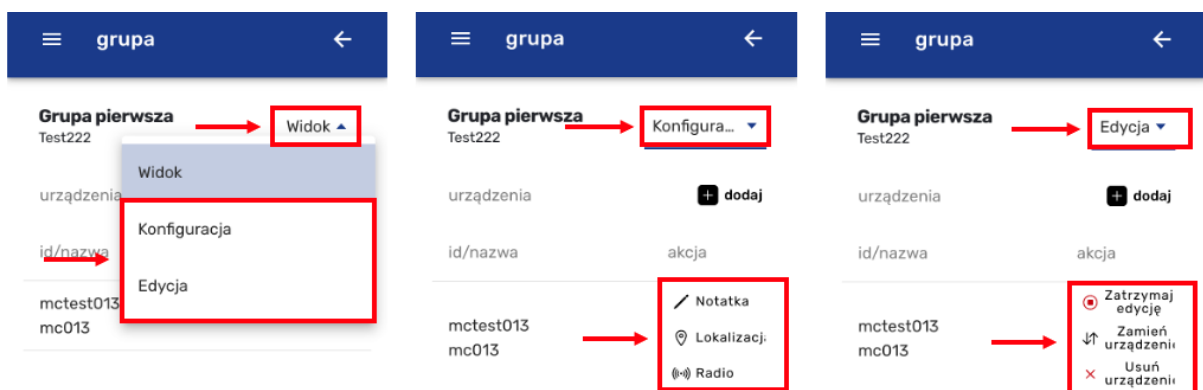 grupa
Grupa pierwsza
Widok
Test222
Widok
urządzenia
Konfiguracja
id/nazwa
Edycja
mctest013
mc013
grupa
Grupa pierwsza
Konfigura...
Test222
urządzenia
dodaj
id/nazwa
akcja
Notatka
mctest013
Lokalizacj
mc013
Radio
grupa
Grupa pierwsza
Edycja
Test222
urządzenia
dodaj
id/nazwa
akcja
Zatrzymaj
edycję
mctest013
Zamień
urządzeni
mc013
Usuń
urządzeni